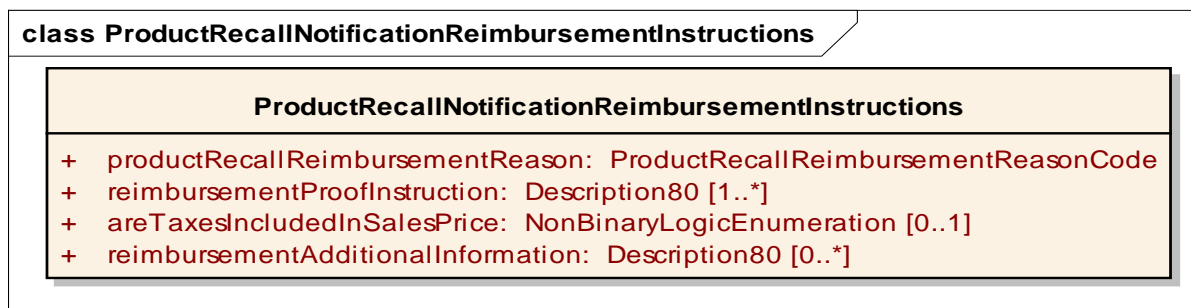 class ProductRecallNotificationReimbursementInstructions
ProductRecallNotificationReimbursementInstructions
+ productRecallReimbursementReason: ProductRecallReimbursementReasonCode
+ reimbursementProofInstruction: Description80 [1..*]
+ areTaxesIncludedInSalesPrice: NonBinaryLogicEnumeration [0..1]
+ reimbursementAdditionalInformation: Description80 [0..*]